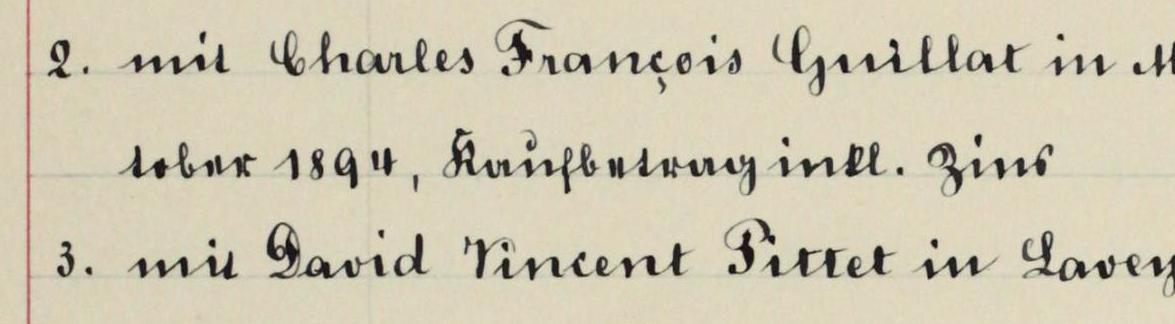 2. mit Charles François Guillat in M
tober 1894, Kaufbetrag inkl. Zins
3. mit David Vincent Pittet in Lavey